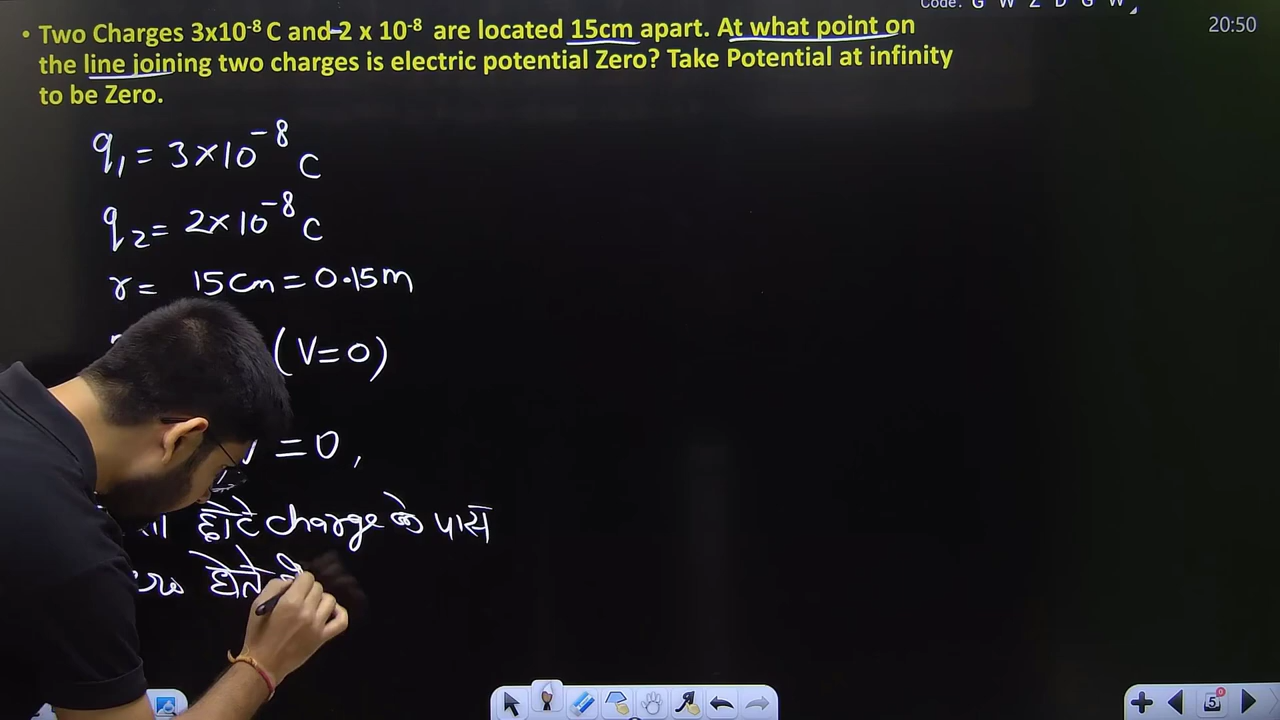 Code: G W Z D G W
20:50
• Two Charges 3x10⁻⁸ C and -2 x 10⁻⁸ are located 15cm apart. At what point on
the line joining two charges is electric potential Zero? Take Potential at infinity
to be Zero.
q₁ = 3×10⁻⁸ C
q₂ = 2×10⁻⁸ C
r = 15cm = 0.15m
(V=0)
= 0,
छोटे charge के पास
होते
5